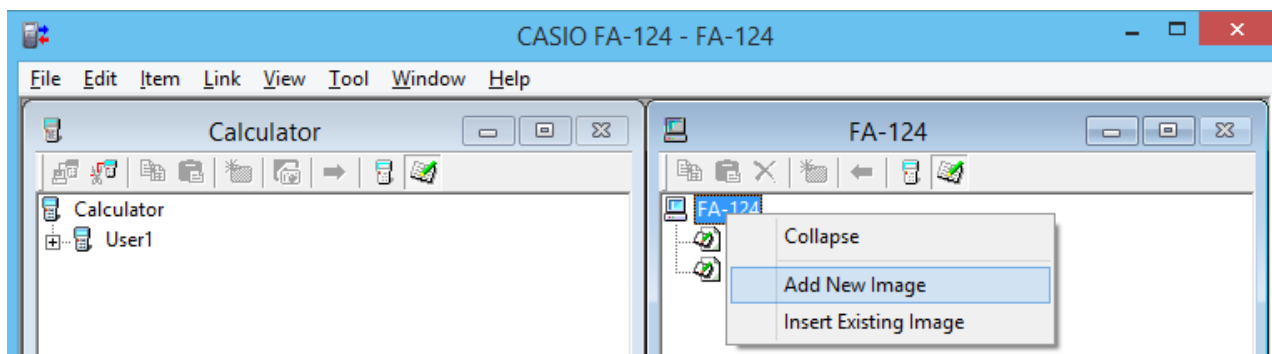 CASIO FA-124 - FA-124
File Edit Item Link View Tool Window Help
Calculator
FA-124
Calculator
User1
FA-124
Collapse
Add New Image
Insert Existing Image